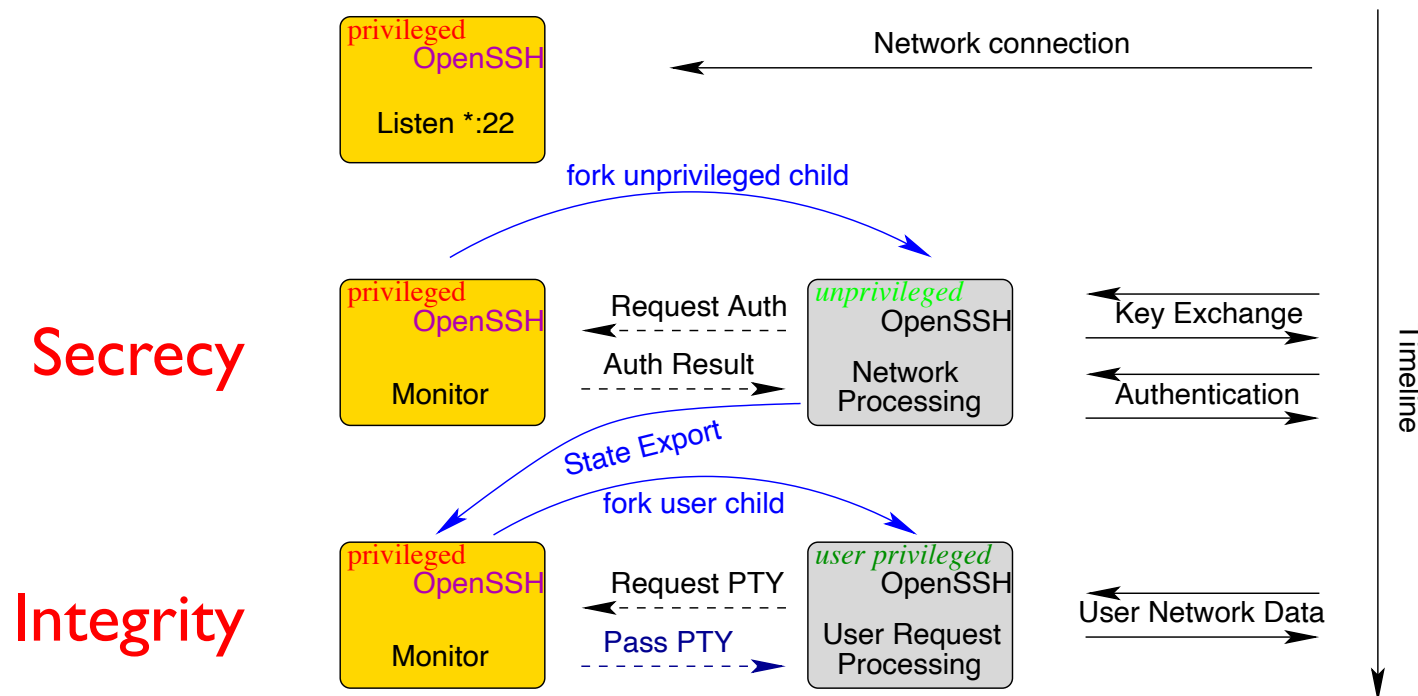 privileged
OpenSSH
Listen *:22
Network connection
fork unprivileged child
Secrecy
privileged
OpenSSH
Monitor
Request Auth
Auth Result
unprivileged
OpenSSH
Network
Processing
Key Exchange
Authentication
Timeline
State Export
fork user child
Integrity
privileged
OpenSSH
Monitor
Request PTY
Pass PTY
user privileged
OpenSSH
User Request
Processing
User Network Data